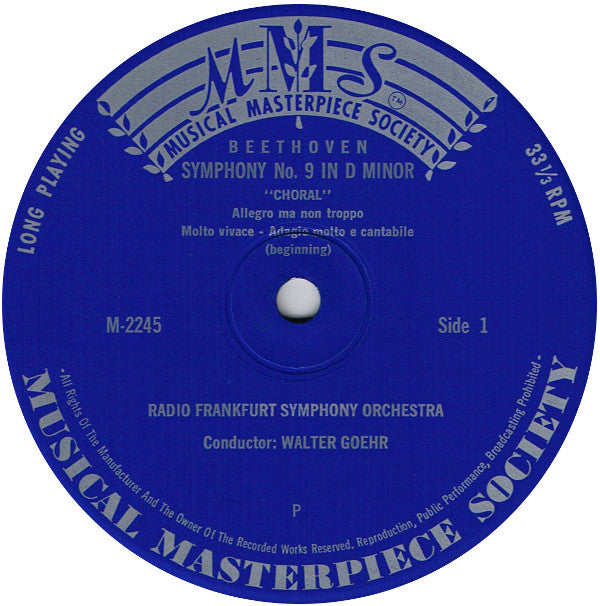 MMS
TM
MUSICAL MASTERPIECE SOCIETY
LONG PLAYING
33 1/3 RPM
BEETHOVEN
SYMPHONY No. 9 IN D MINOR
"CHORAL"
Allegro ma non troppo
Molto vivace - Adagio molto e cantabile
(beginning)
M-2245
Side 1
RADIO FRANKFURT SYMPHONY ORCHESTRA
Conductor: WALTER GOEHR
P
-All Rights Of The Manufacturer And The Owner Of The Recorded Works Reserved. Reproduction, Public Performance, Broadcasting Prohibited-
MUSICAL MASTERPIECE SOCIETY